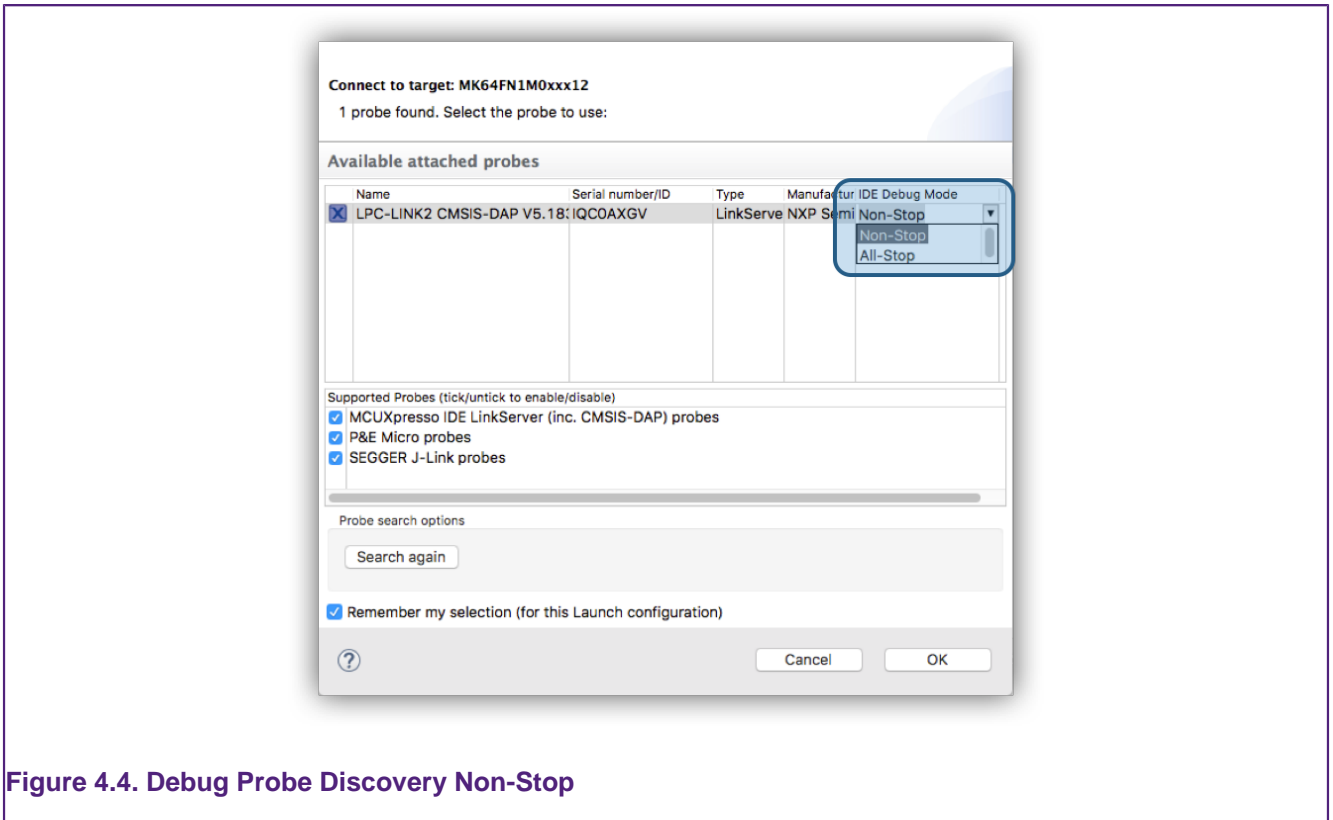 Connect to target: MK64FN1M0xxx12
1 probe found. Select the probe to use:
Available attached probes
Name Serial number/ID Type Manufactur IDE Debug Mode
X LPC-LINK2 CMSIS-DAP V5.183 IQC0AXGV LinkServe NXP Semi Non-Stop
Non-Stop
All-Stop
Supported Probes (tick/untick to enable/disable)
MCUXpresso IDE LinkServer (inc. CMSIS-DAP) probes
P&E Micro probes
SEGGER J-Link probes
Probe search options
Search again
Remember my selection (for this Launch configuration)
? Cancel OK
Figure 4.4. Debug Probe Discovery Non-Stop